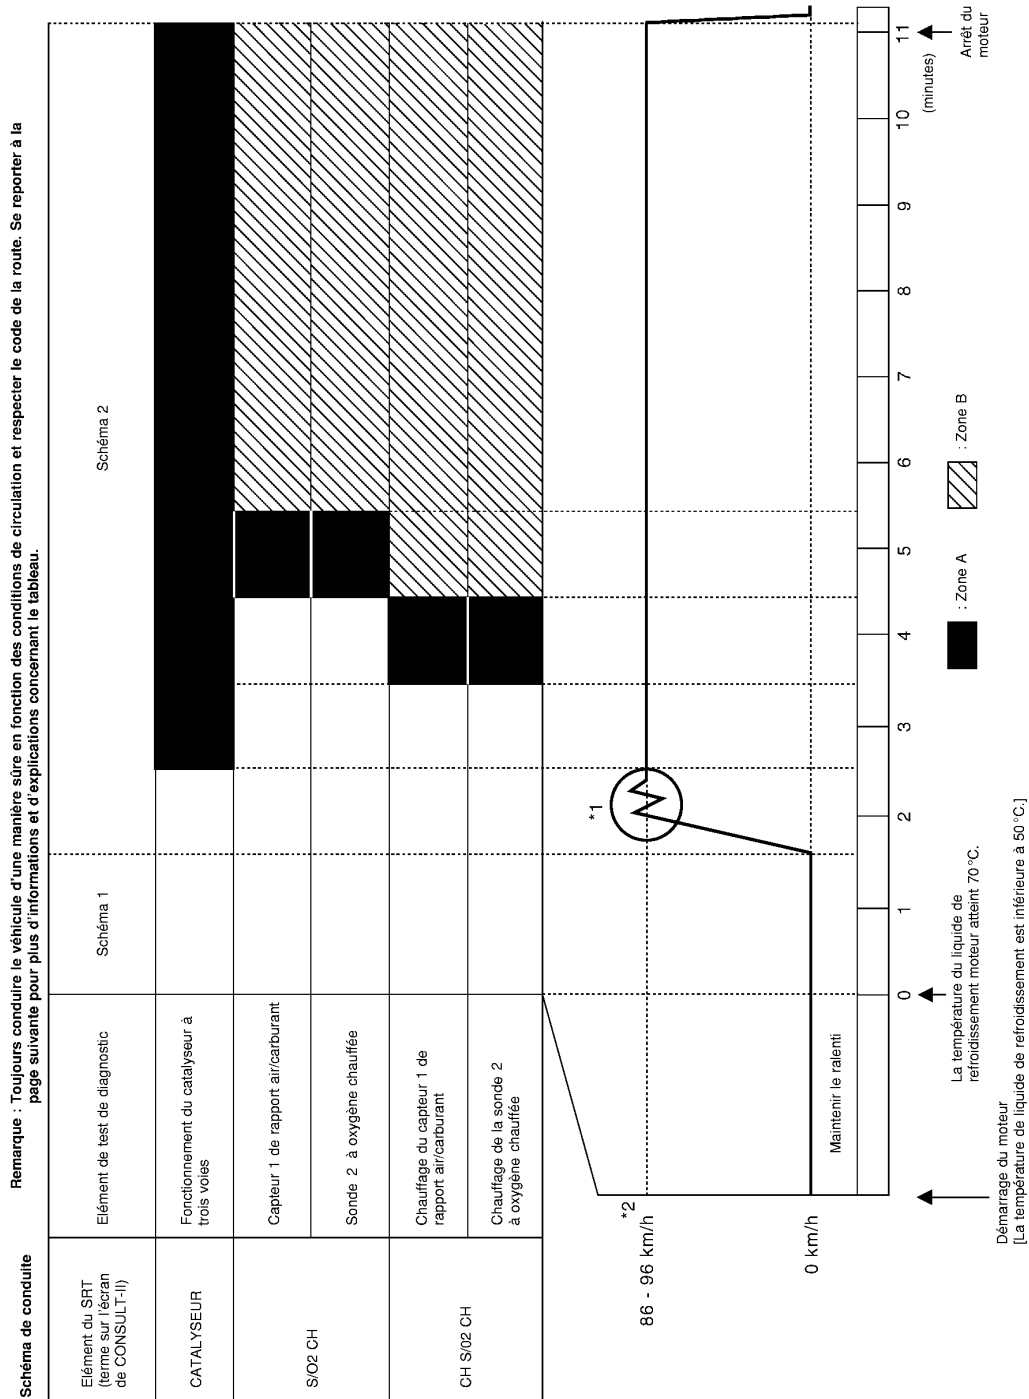 Schéma de conduite
Remarque : Toujours conduire le véhicule d'une manière sûre en fonction des conditions de circulation et respecter le code de la route. Se reporter à la
page suivante pour plus d'informations et d'explications concernant le tableau.
Elément du SRT
(terme sur l'écran
de CONSULT-II)
Elément de test de diagnostic
Schéma 1
Schéma 2
CATALYSEUR
Fonctionnement du catalyseur à
trois voies
S/O2 CH
Capteur 1 de rapport air/carburant
Sonde 2 à oxygène chauffée
CH S/02 CH
Chauffage du capteur 1 de
rapport air/carburant
Chauffage de la sonde 2
à oxygène chauffée
*1
*2
86 - 96 km/h
0 km/h
Maintenir le ralenti
0 1 2 3 4 5 6 7 8 9 10 11
(minutes)
Démarrage du moteur
[La température de liquide de refroidissement est inférieure à 50 °C.]
La température du liquide de
refroidissement moteur atteint 70 °C.
: Zone A
: Zone B
Arrêt du
moteur